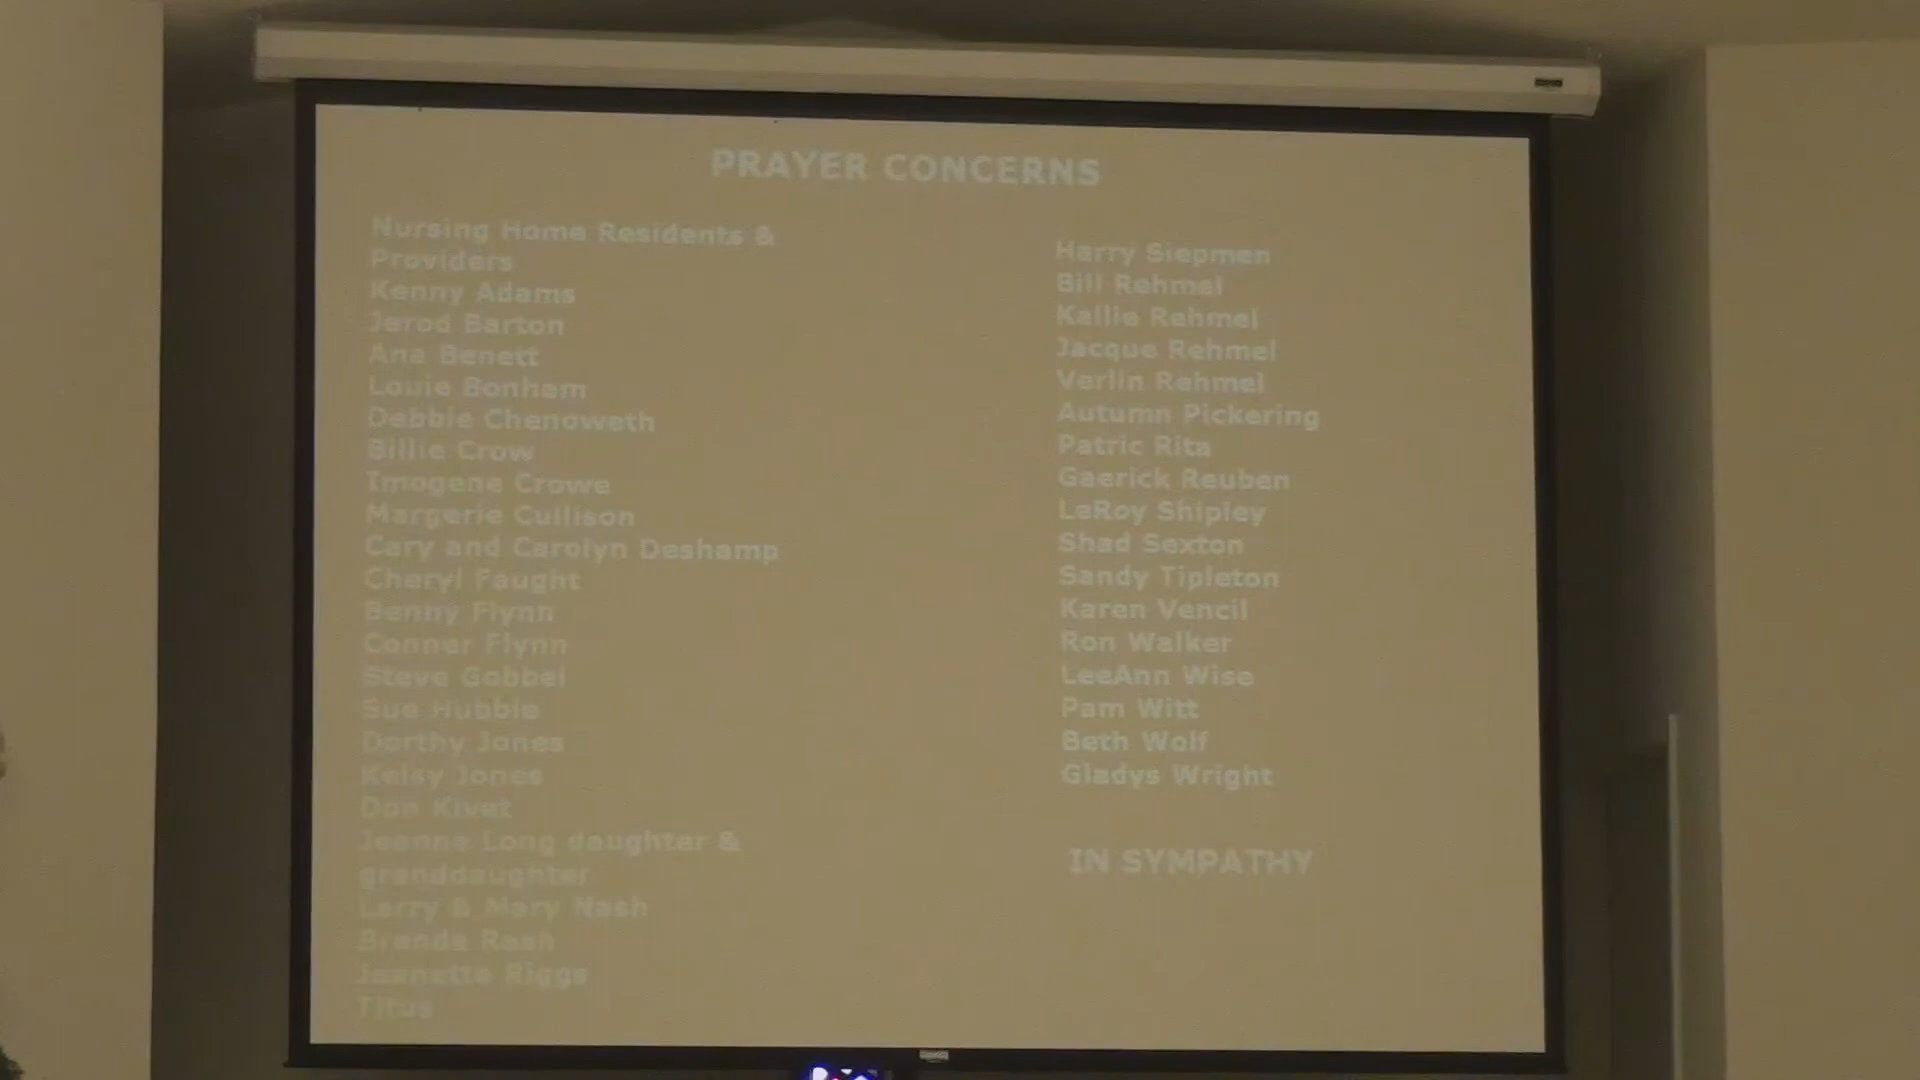 PRAYER CONCERNS
Nursing Home Residents &
Providers
Kenny Adams
Jerod Barton
Ana Benett
Louie Bonham
Debbie Chenoweth
Billie Crow
Imogene Crowe
Margerie Cullison
Cary and Carolyn Deshamp
Cheryl Faught
Benny Flynn
Conner Flynn
Steve Gobbel
Sue Hubble
Dorthy Jones
Kelsy Jones
Don Kivet
Jeanne Long daughter &
granddaughter
Larry & Mary Nash
Brenda Rash
Jeanette Riggs
Titus
Harry Siepmen
Bill Rehmel
Kallie Rehmel
Jacque Rehmel
Verlin Rehmel
Autumn Pickering
Patric Rita
Gaerick Reuben
LeRoy Shipley
Shad Sexton
Sandy Tipleton
Karen Vencil
Ron Walker
LeeAnn Wise
Pam Witt
Beth Wolf
Gladys Wright
IN SYMPATHY